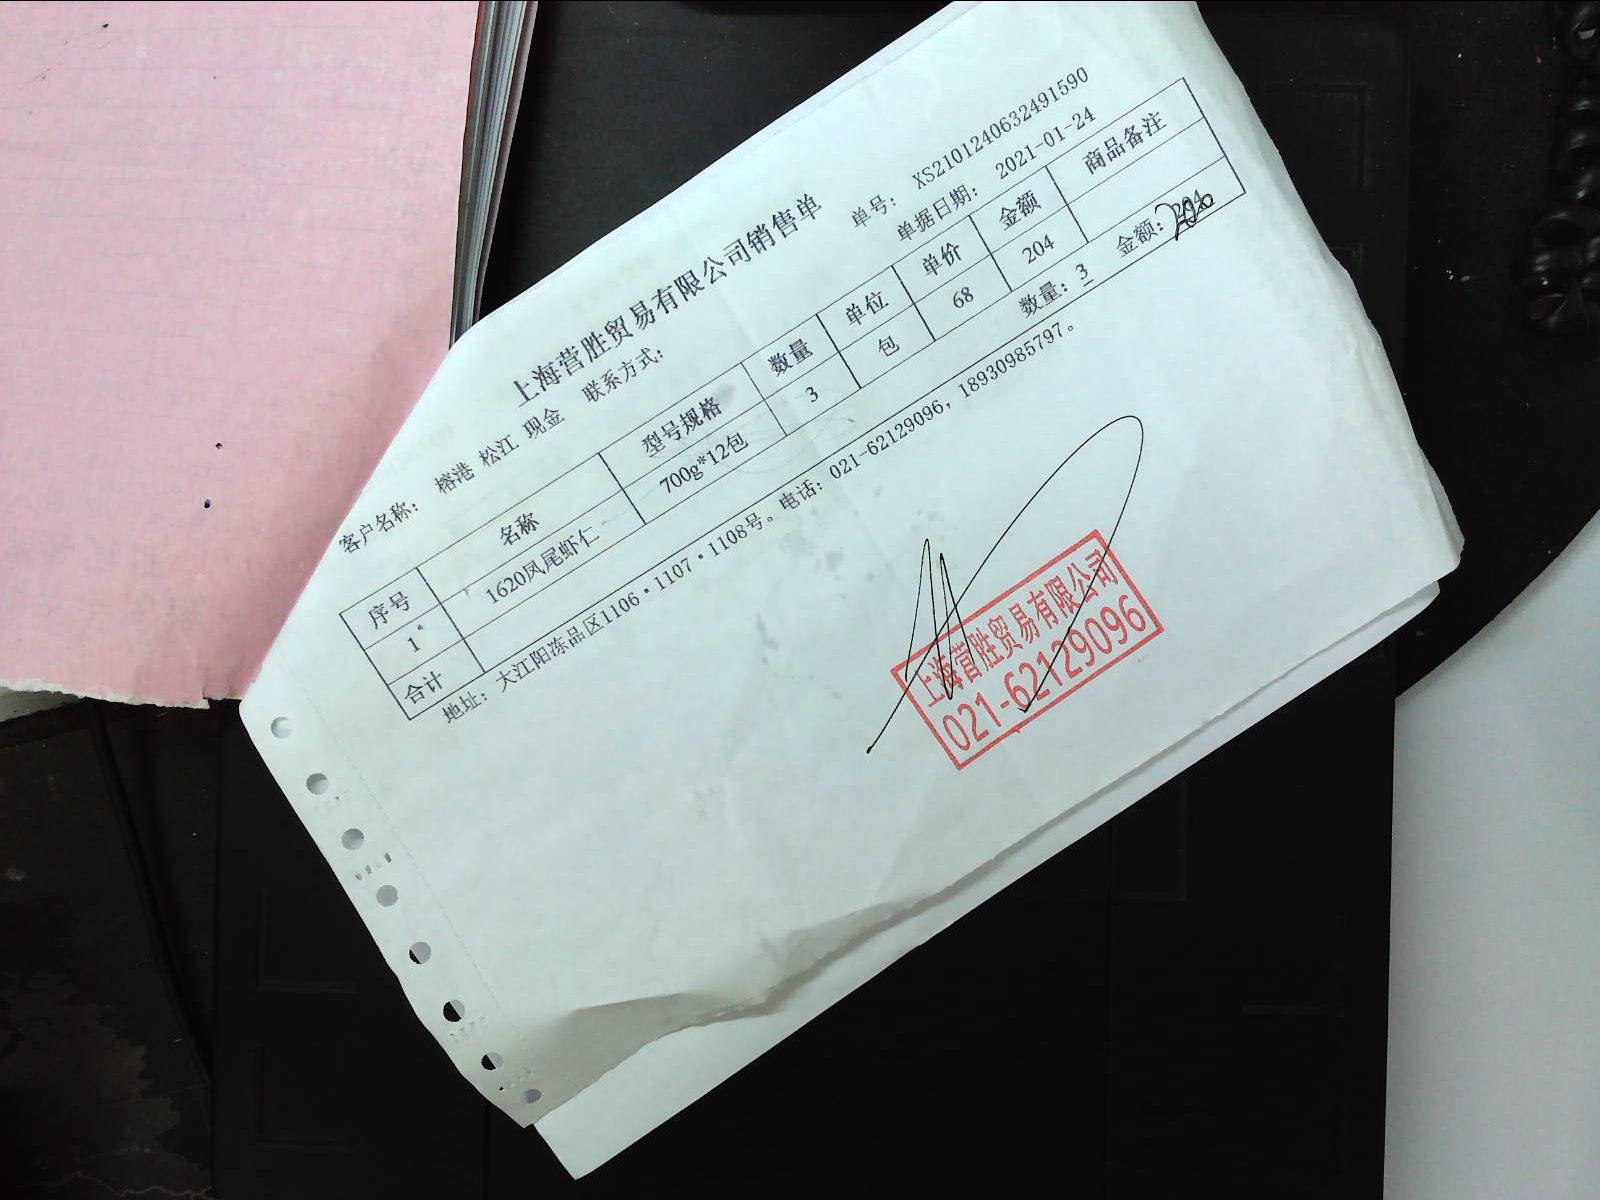 上海营胜贸易有限公司销售单
单号： XS210124063249​1590
客户名称： 榕港 松江 现金 联系方式： 单据日期： 2021-01-24
序号 名称 型号规格 数量 单位 单价 金额 商品备注
1 1620凤尾虾仁 700g*12包 3 包 68 204
合计 数量：3 金额：
地址：大江阳冻品区1106·1107·1108号。电话：021-62129096，18930985797。
上海营胜贸易有限公司
021-62129096